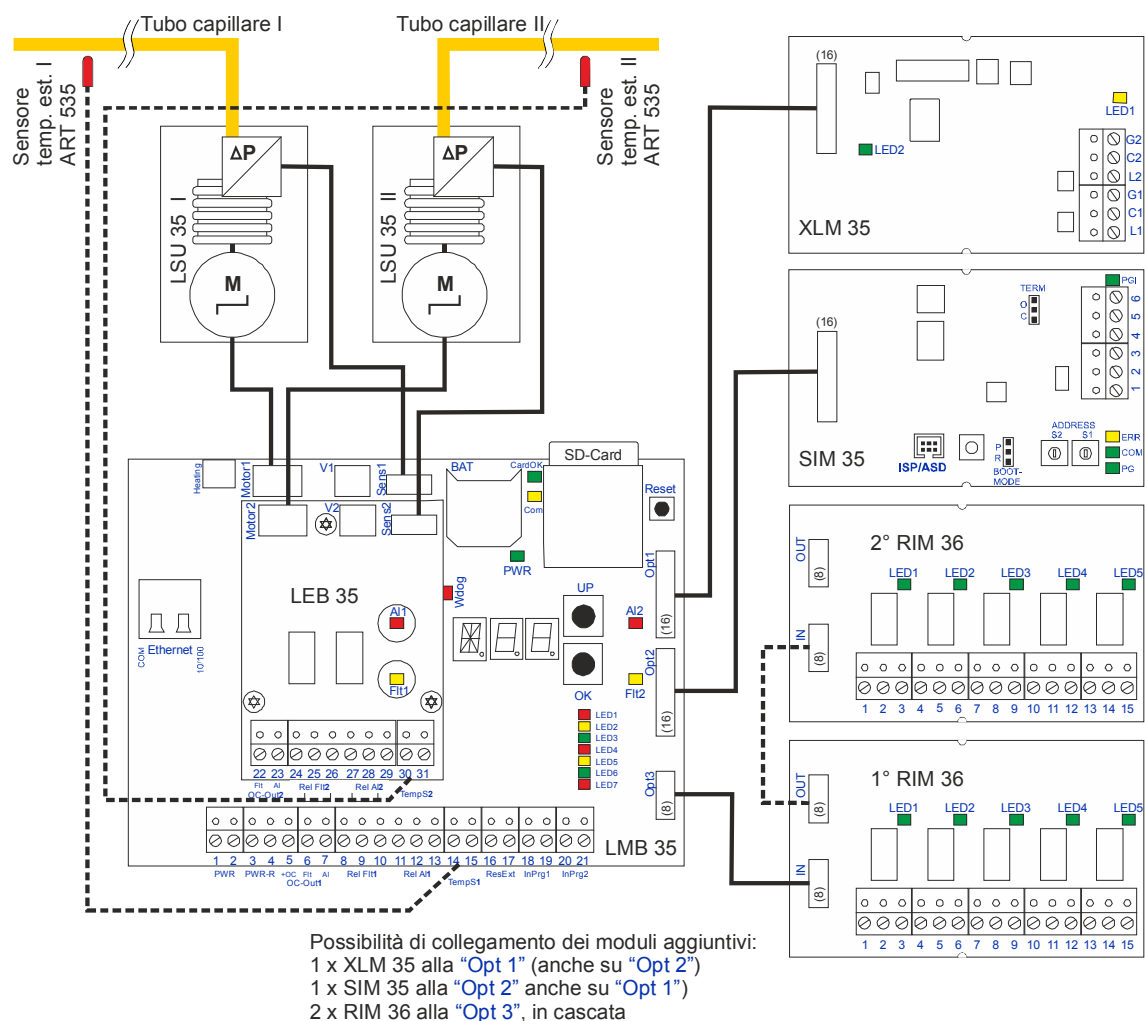 Tubo capillare I
Tubo capillare II
Sensore
temp. est. I
ART 535
Sensore
temp. est. II
ART 535
ΔP
ΔP
LSU 35 I
LSU 35 II
M
M
(16)
LED1
LED2
G2
C2
L2
G1
C1
L1
XLM 35
(16)
TERM
O
C
PGI
6
5
4
3
2
1
ADDRESS
S2 S1
ERR
COM
PG
ISP/ASD
P
R
BOOT-
MODE
SIM 35
Heating
Motor1
V1
Sens1
Motor2
V2
Sens2
BAT
CardOK
Com
SD-Card
Reset
PWR
Wdog
LEB 35
Al1
Flt1
UP
OK
Al2
Flt2
Opt1
(16)
Opt2
(16)
Opt3
(8)
COM
Ethernet
10/100
LED1
LED2
LED3
LED4
LED5
LED6
LED7
22 23 24 25 26 27 28 29 30 31
Flt Al Rel Flt2 Rel Al2
OC-Out2 TempS2
LMB 35
1 2 3 4 5 6 7 8 9 10 11 12 13 14 15 16 17 18 19 20 21
PWR PWR-R +OC Flt Al Rel Flt1 Rel Al1 TempS1 ResExt InPrg1 InPrg2
OC-Out1
OUT
(8)
2° RIM 36
LED1 LED2 LED3 LED4 LED5
IN
(8)
1 2 3 4 5 6 7 8 9 10 11 12 13 14 15
OUT
(8)
1° RIM 36
LED1 LED2 LED3 LED4 LED5
IN
(8)
1 2 3 4 5 6 7 8 9 10 11 12 13 14 15
Possibilità di collegamento dei moduli aggiuntivi:
1 x XLM 35 alla “Opt 1” (anche su “Opt 2”)
1 x SIM 35 alla “Opt 2” anche su “Opt 1”)
2 x RIM 36 alla “Opt 3”, in cascata